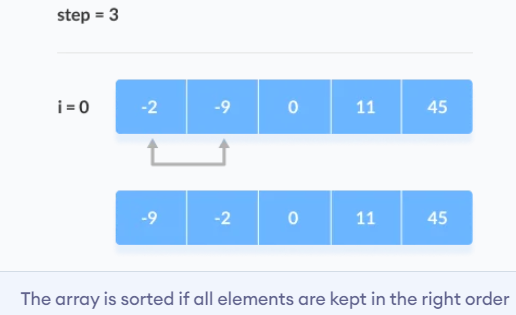 step = 3
i = 0 -2 -9 0 11 45
-9 -2 0 11 45
The array is sorted if all elements are kept in the right order